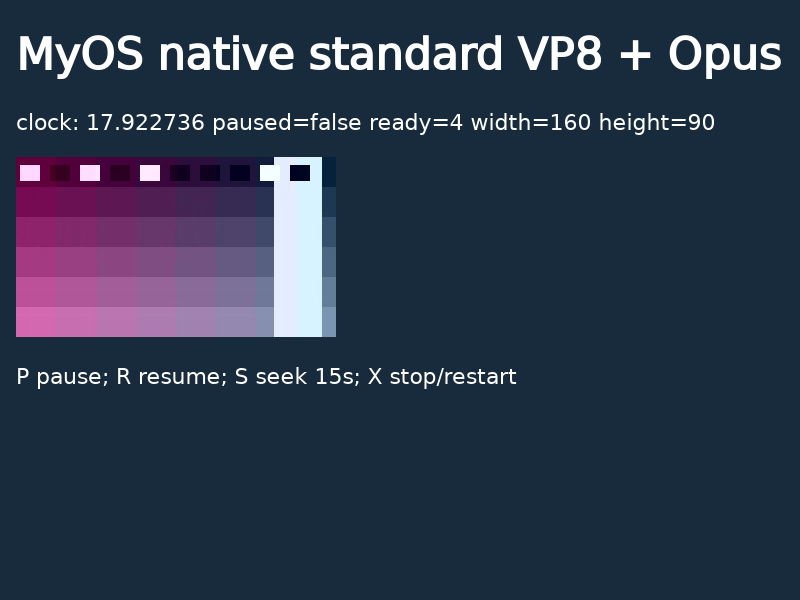 MyOS native standard VP8 + Opus
clock: 17.922736 paused=false ready=4 width=160 height=90
P pause; R resume; S seek 15s; X stop/restart